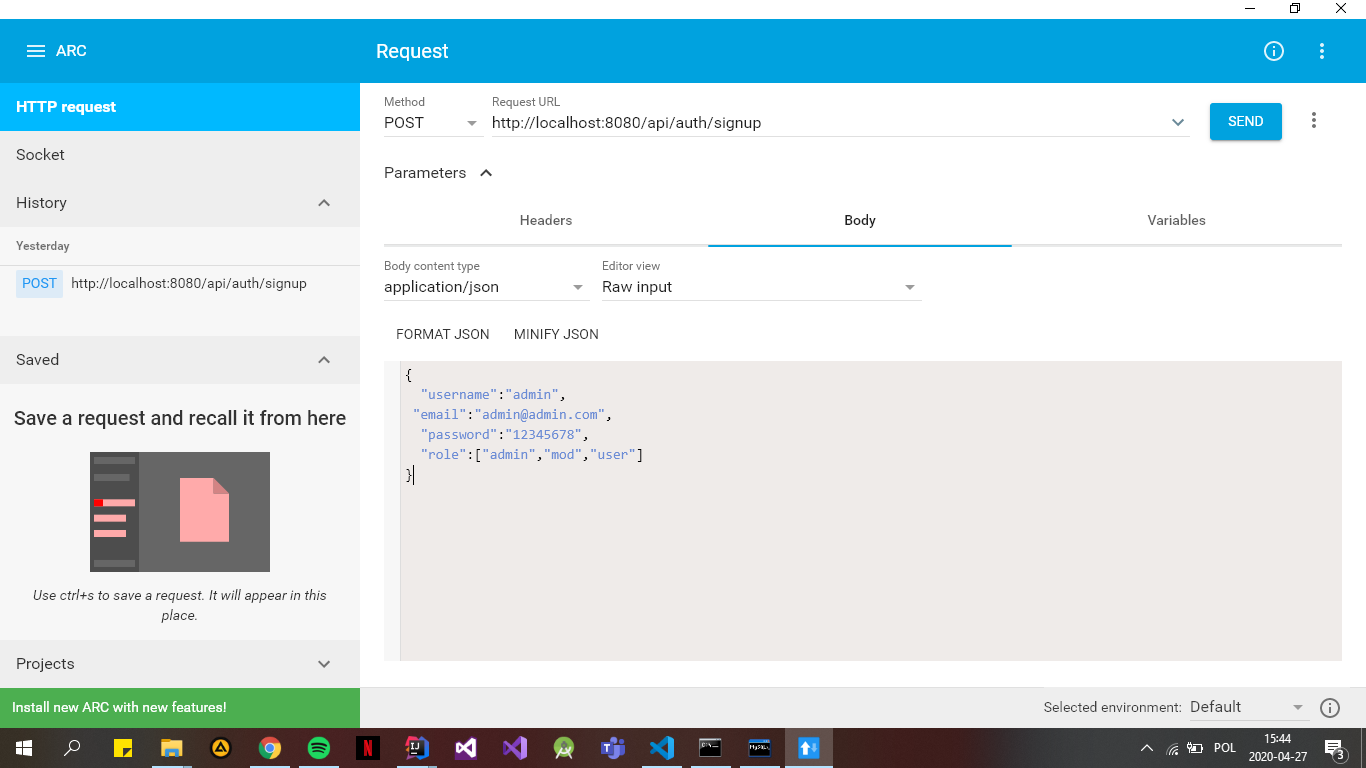 ARC
Request
HTTP request
Socket
History
Yesterday
POST http://localhost:8080/api/auth/signup
Saved
Save a request and recall it from here
Use ctrl+s to save a request. It will appear in this
place.
Projects
Install new ARC with new features!
Method
POST
Request URL
http://localhost:8080/api/auth/signup
SEND
Parameters
Headers
Body
Variables
Body content type
application/json
Editor view
Raw input
FORMAT JSON
MINIFY JSON
{
"username":"admin",
"email":"admin@admin.com",
"password":"12345678",
"role":["admin","mod","user"]
}
Selected environment:
Default
POL
15:44
2020-04-27
3